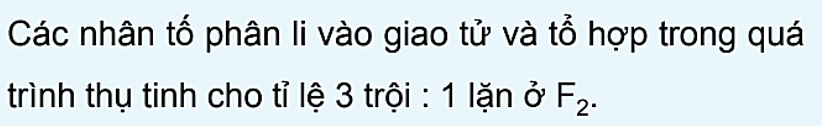 Các nhân tố phân li vào giao tử và tổ hợp trong quá
trình thụ tinh cho tỉ lệ 3 trội : 1 lặn ở F₂.